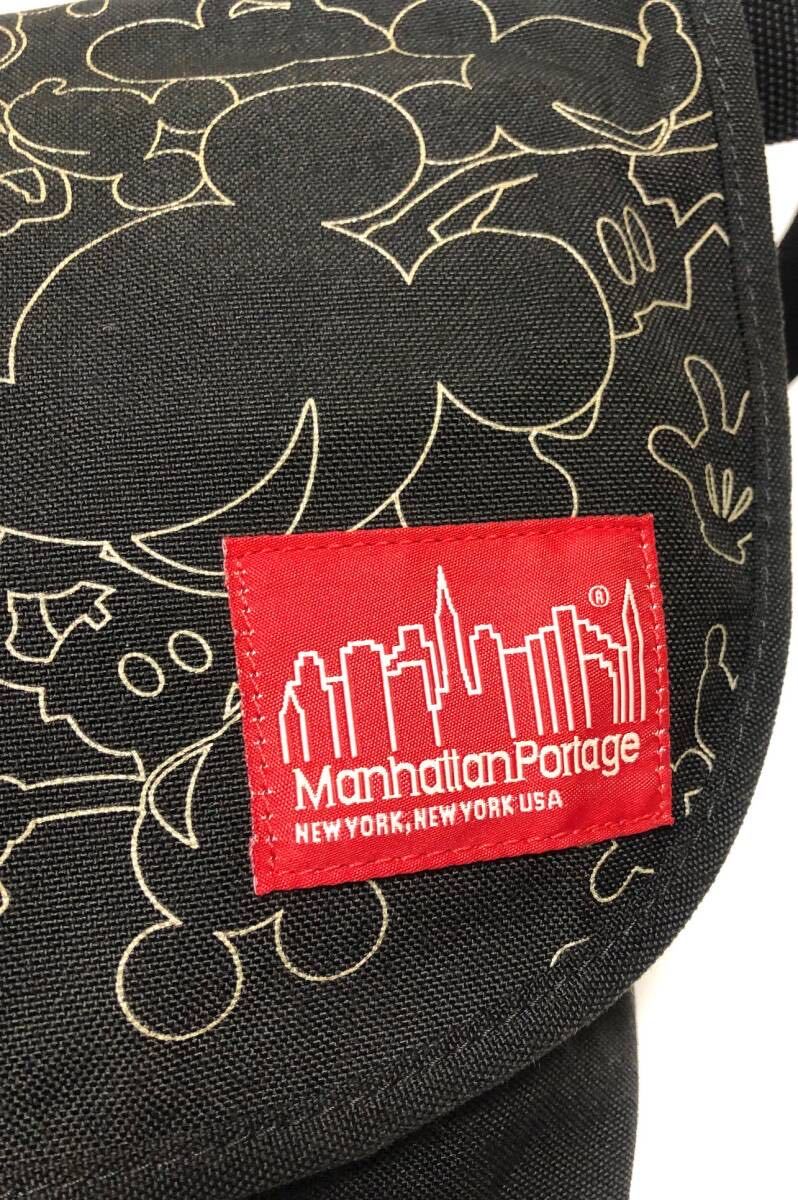 ®
ManhattanPortage
NEW YORK, NEW YORK USA